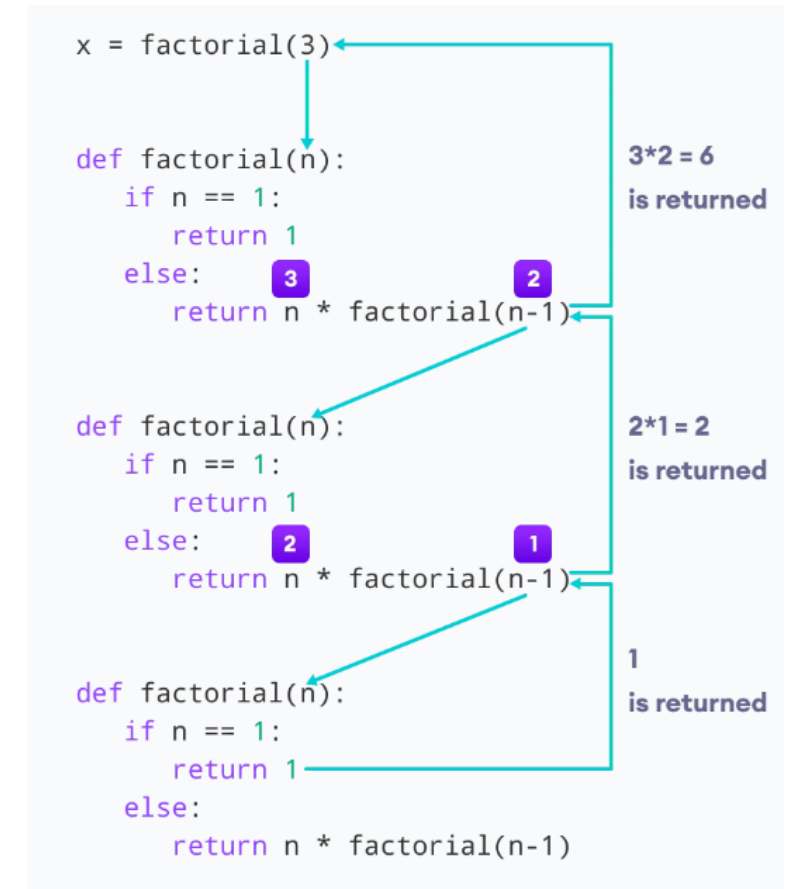 x = factorial(3)
def factorial(n):
if n == 1:
return 1
else:
3
2
return n * factorial(n-1)
3*2 = 6
is returned
def factorial(n):
if n == 1:
return 1
else:
2
1
return n * factorial(n-1)
2*1 = 2
is returned
def factorial(n):
if n == 1:
return 1
else:
return n * factorial(n-1)
1
is returned